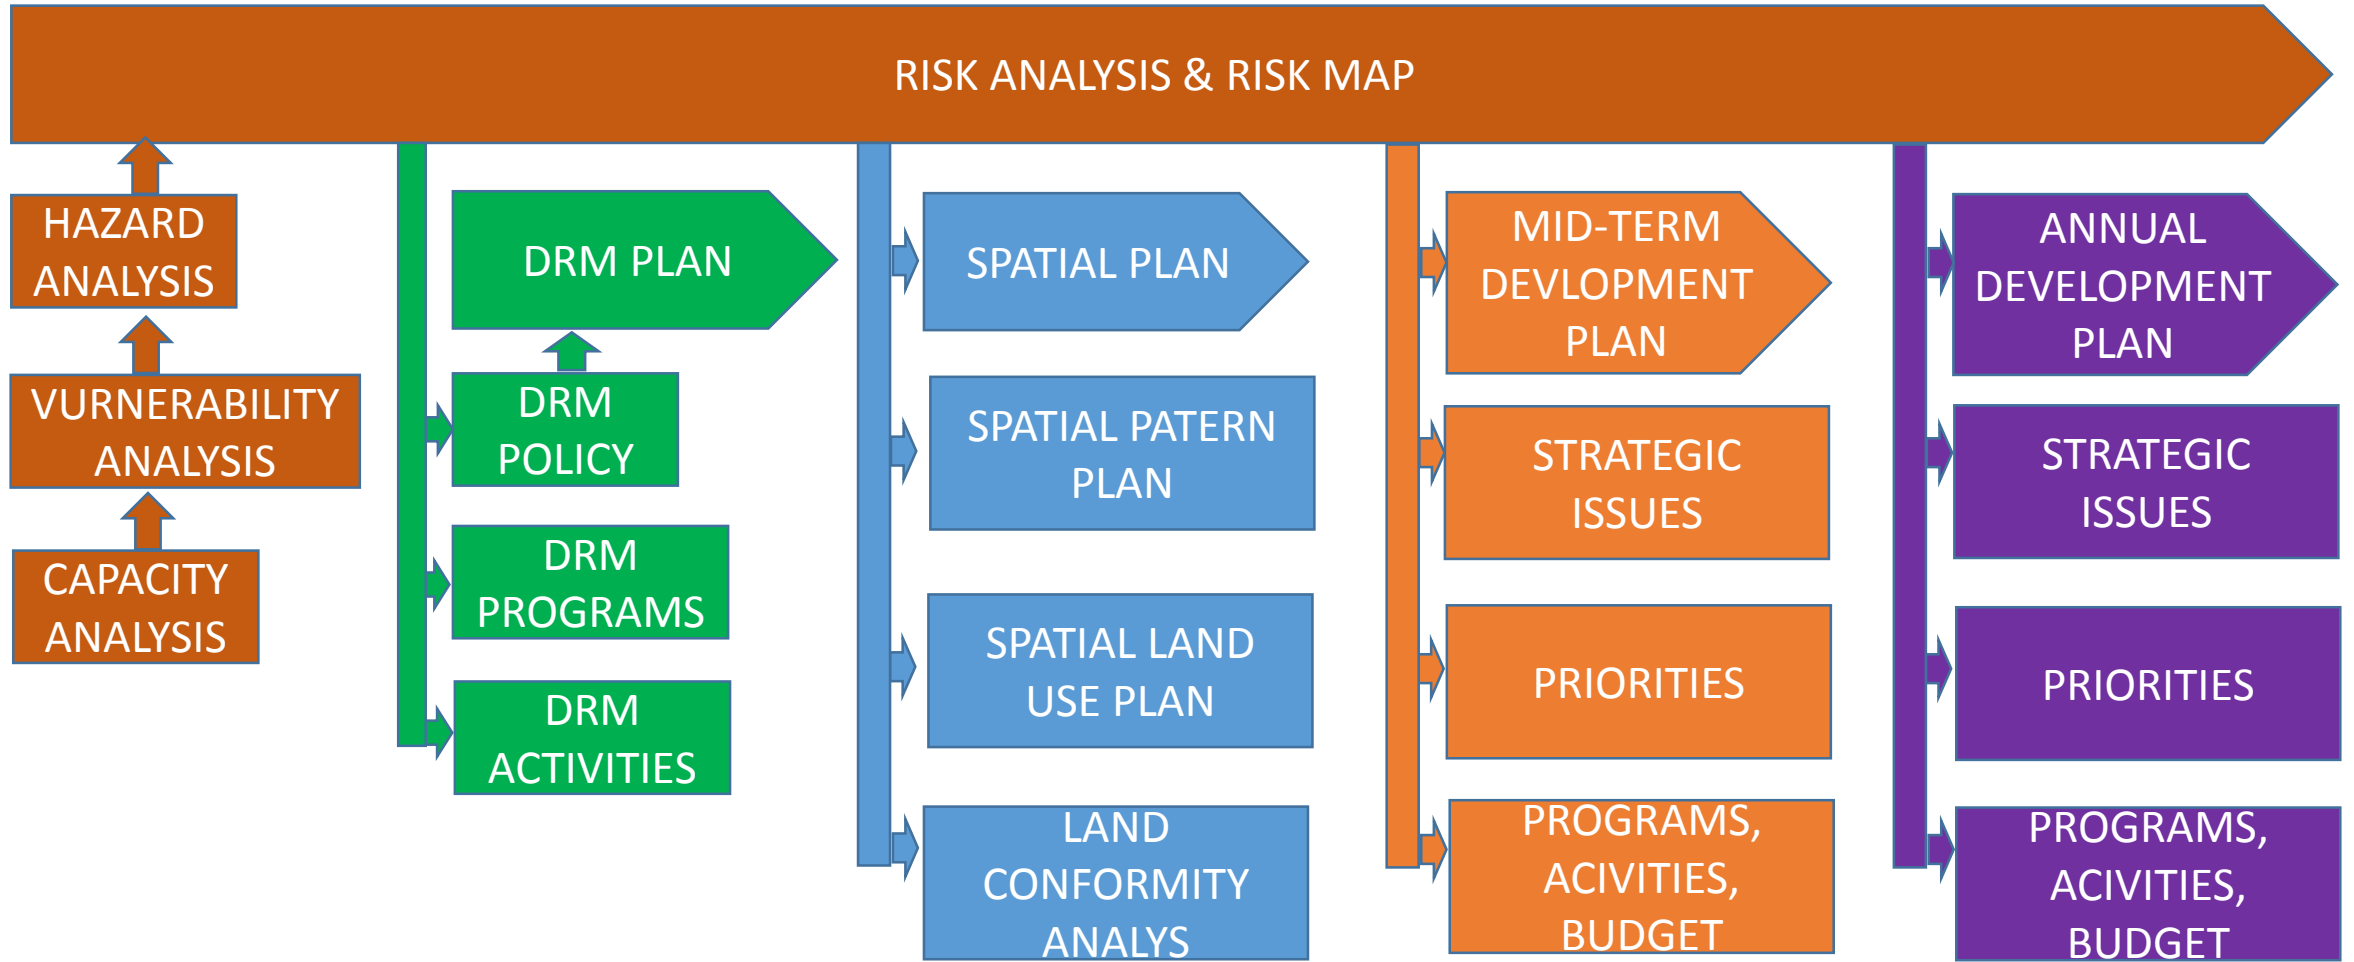 RISK ANALYSIS & RISK MAP
HAZARD
ANALYSIS
VURNERABILITY
ANALYSIS
CAPACITY
ANALYSIS
DRM PLAN
DRM
POLICY
DRM
PROGRAMS
DRM
ACTIVITIES
SPATIAL PLAN
SPATIAL PATERN
PLAN
SPATIAL LAND
USE PLAN
LAND
CONFORMITY
ANALYS
MID-TERM
DEVLOPMENT
PLAN
STRATEGIC
ISSUES
PRIORITIES
PROGRAMS,
ACIVITIES,
BUDGET
ANNUAL
DEVELOPMENT
PLAN
STRATEGIC
ISSUES
PRIORITIES
PROGRAMS,
ACIVITIES,
BUDGET